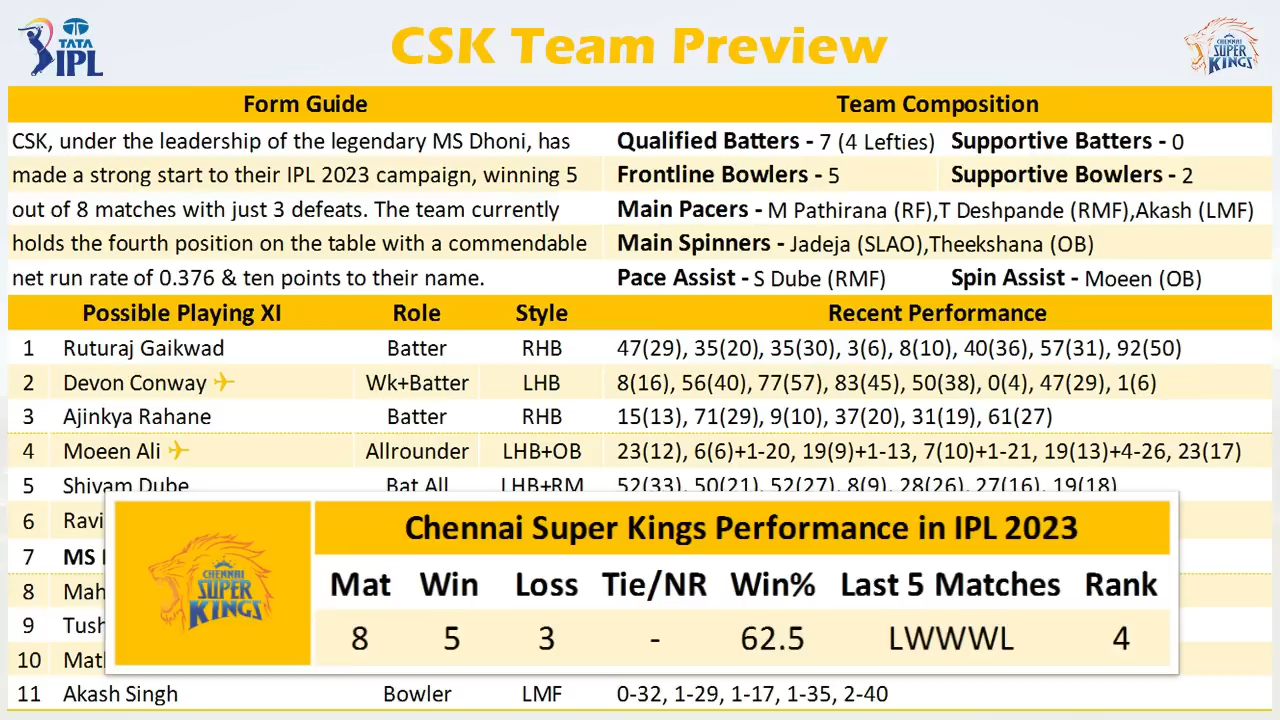 TATA
IPL
CSK Team Preview
CHENNAI
SUPER
KINGS
Form Guide
Team Composition
CSK, under the leadership of the legendary MS Dhoni, has
made a strong start to their IPL 2023 campaign, winning 5
out of 8 matches with just 3 defeats. The team currently
holds the fourth position on the table with a commendable
net run rate of 0.376 & ten points to their name.
Qualified Batters - 7 (4 Lefties) Supportive Batters - 0
Frontline Bowlers - 5 Supportive Bowlers - 2
Main Pacers - M Pathirana (RF),T Deshpande (RMF),Akash (LMF)
Main Spinners - Jadeja (SLAO),Theekshana (OB)
Pace Assist - S Dube (RMF) Spin Assist - Moeen (OB)
Possible Playing XI Role Style Recent Performance
1 Ruturaj Gaikwad Batter RHB 47(29), 35(20), 35(30), 3(6), 8(10), 40(36), 57(31), 92(50)
2 Devon Conway Wk+Batter LHB 8(16), 56(40), 77(57), 83(45), 50(38), 0(4), 47(29), 1(6)
3 Ajinkya Rahane Batter RHB 15(13), 71(29), 9(10), 37(20), 31(19), 61(27)
4 Moeen Ali Allrounder LHB+OB 23(12), 6(6)+1-20, 19(9)+1-13, 7(10)+1-21, 19(13)+4-26, 23(17)
5 Shivam Dube Bat All LHB+RM 52(33), 50(21), 52(27), 8(9), 28(26), 27(16), 19(18)
6 Ravi
7 MS
8 Mah
9 Tush
10 Mat
11 Akash Singh Bowler LMF 0-32, 1-29, 1-17, 1-35, 2-40
CHENNAI
SUPER
KINGS
Chennai Super Kings Performance in IPL 2023
Mat Win Loss Tie/NR Win% Last 5 Matches Rank
8 5 3 - 62.5 LWWWL 4